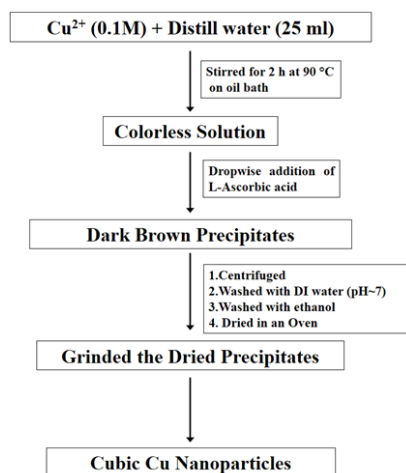 Cu²⁺ (0.1M) + Distill water (25 ml)
Stirred for 2 h at 90 °C
on oil bath
Colorless Solution
Dropwise addition of
L-Ascorbic acid
Dark Brown Precipitates
1.Centrifuged
2.Washed with DI water (pH~7)
3.Washed with ethanol
4. Dried in an Oven
Grinded the Dried Precipitates
Cubic Cu Nanoparticles